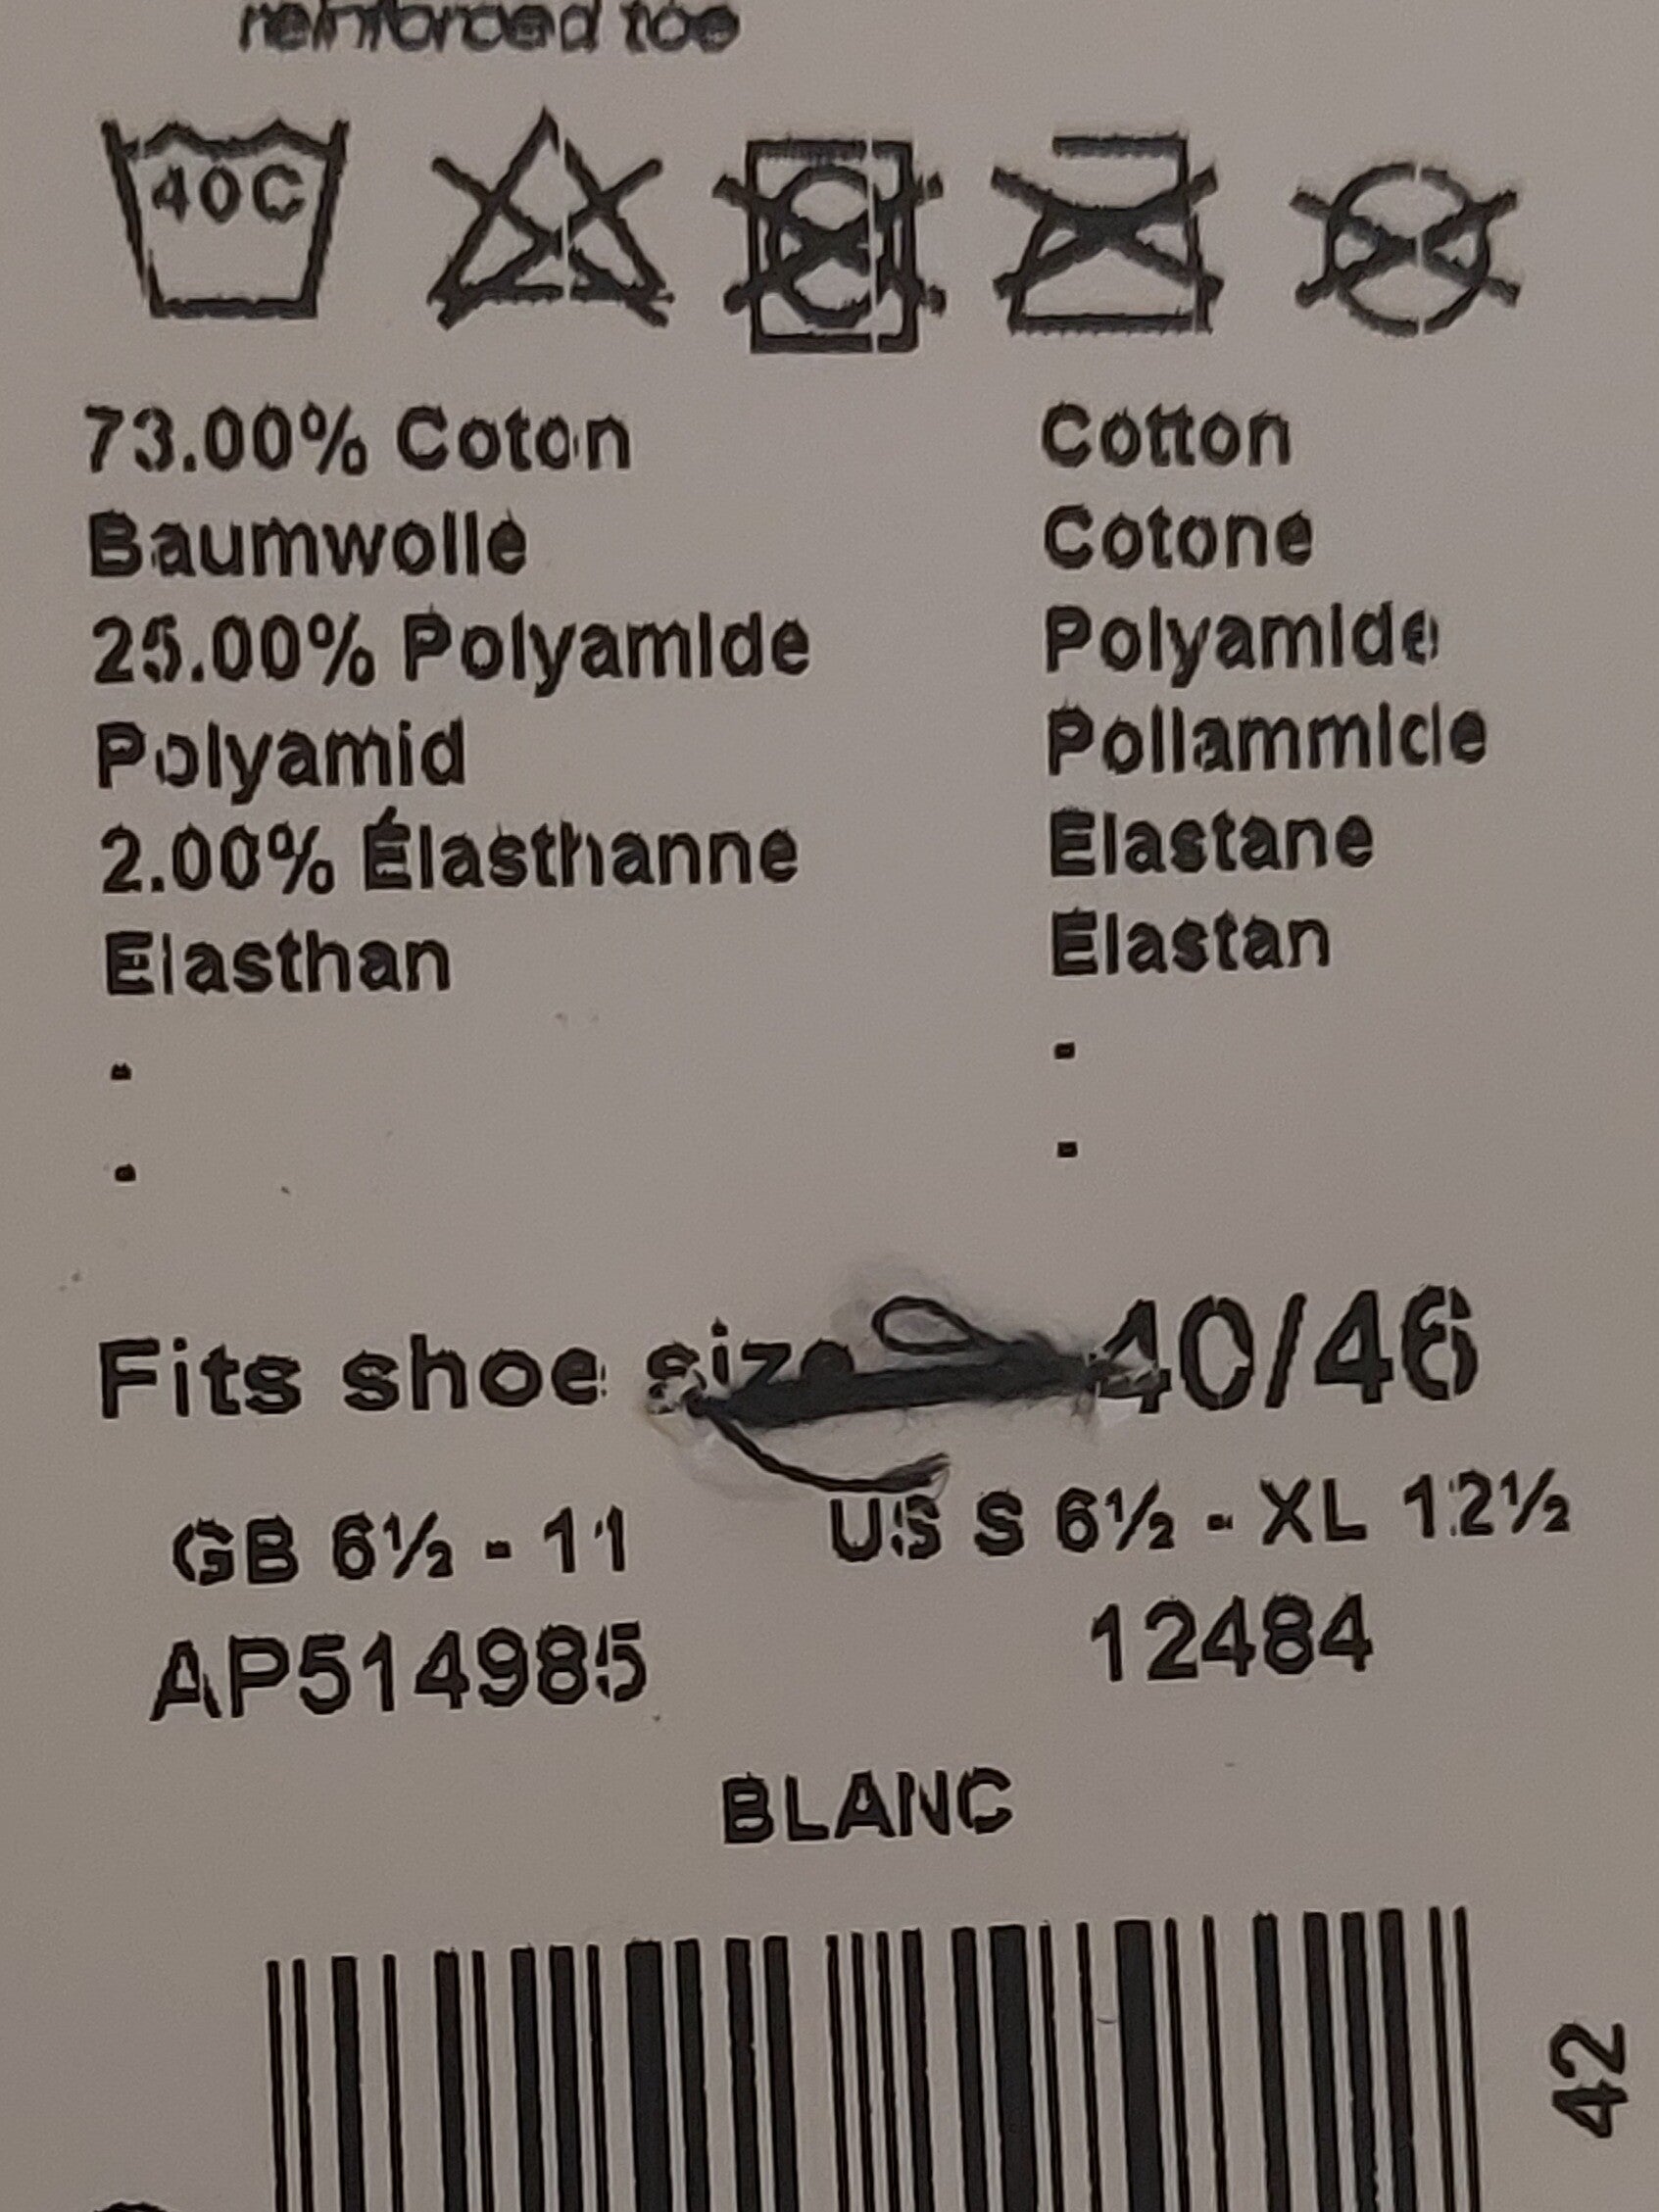 reinforced toe
40C
73.00% Coton Cotton
Baumwolle Cotone
25.00% Polyamide Polyamide
Polyamid Poliammide
2.00% Élasthanne Elastane
Elasthan Elastan
- -
- -
Fits shoe size 40/46
GB 6½ - 11 US S 6½ - XL 12½
AP514985 12484
BLANC
42